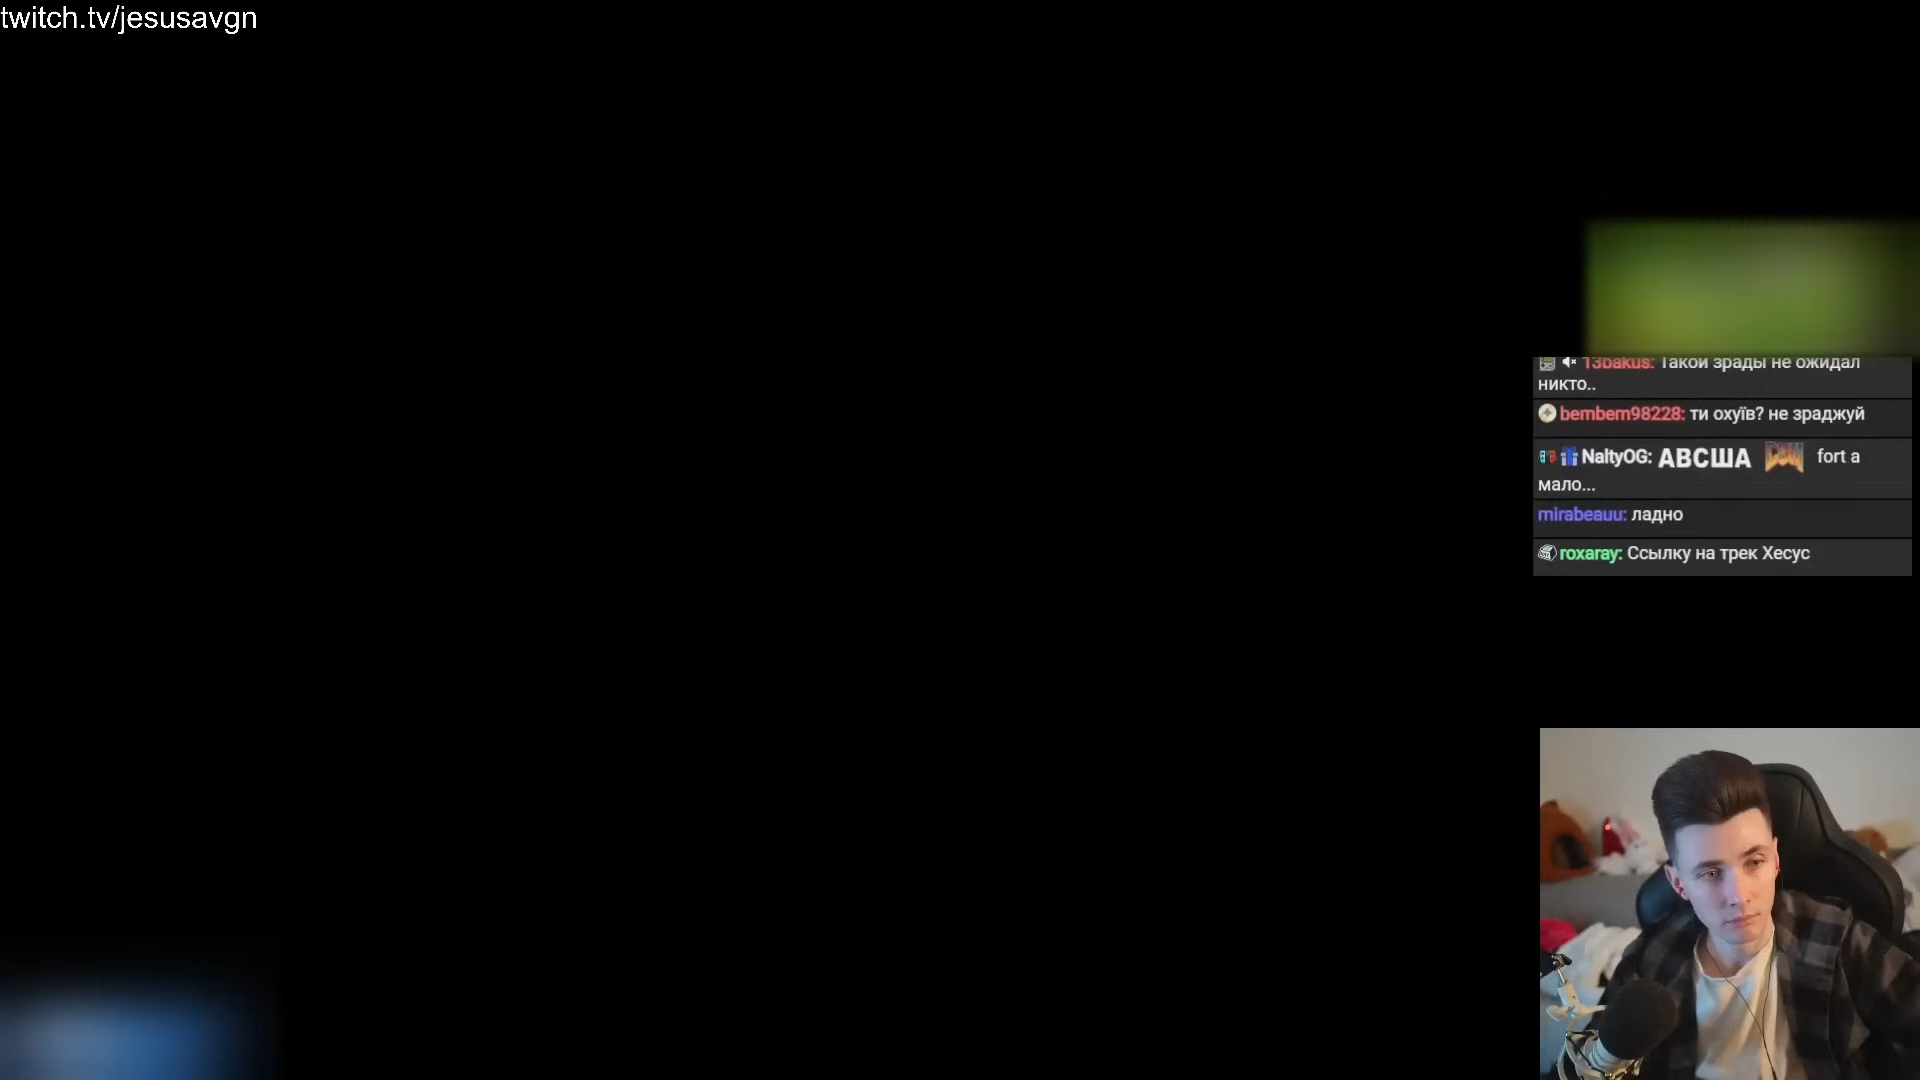 twitch.tv/jesusavgn
13bakus: Такой зрады не ожидал
никто..
bembem98228: ти охуїв? не зраджуй
NaltyOG: АВСША fort a
мало...
mirabeauu: ладно
roxaray: Ссылку на трек Хесус